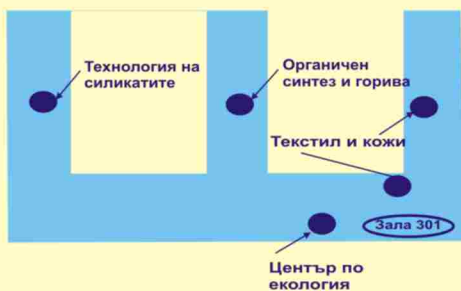 Технология на
силикатите
Органичен
синтез и горива
Текстил и кожи
Зала 301
Център по
екология